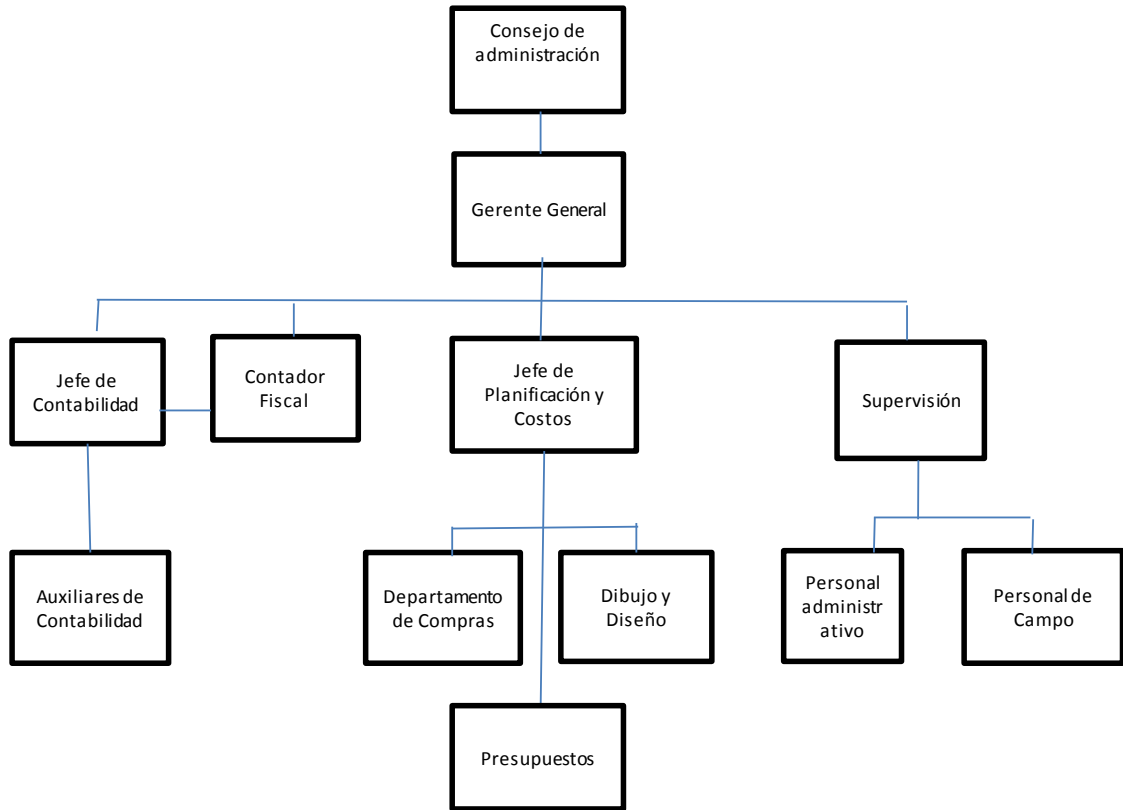 Consejo de
administración
Gerente General
Jefe de
Contabilidad
Contador
Fiscal
Jefe de
Planificación y
Costos
Supervisión
Auxiliares de
Contabilidad
Departamento
de Compras
Dibujo y
Diseño
Personal
administr
ativo
Personal de
Campo
Presupuestos